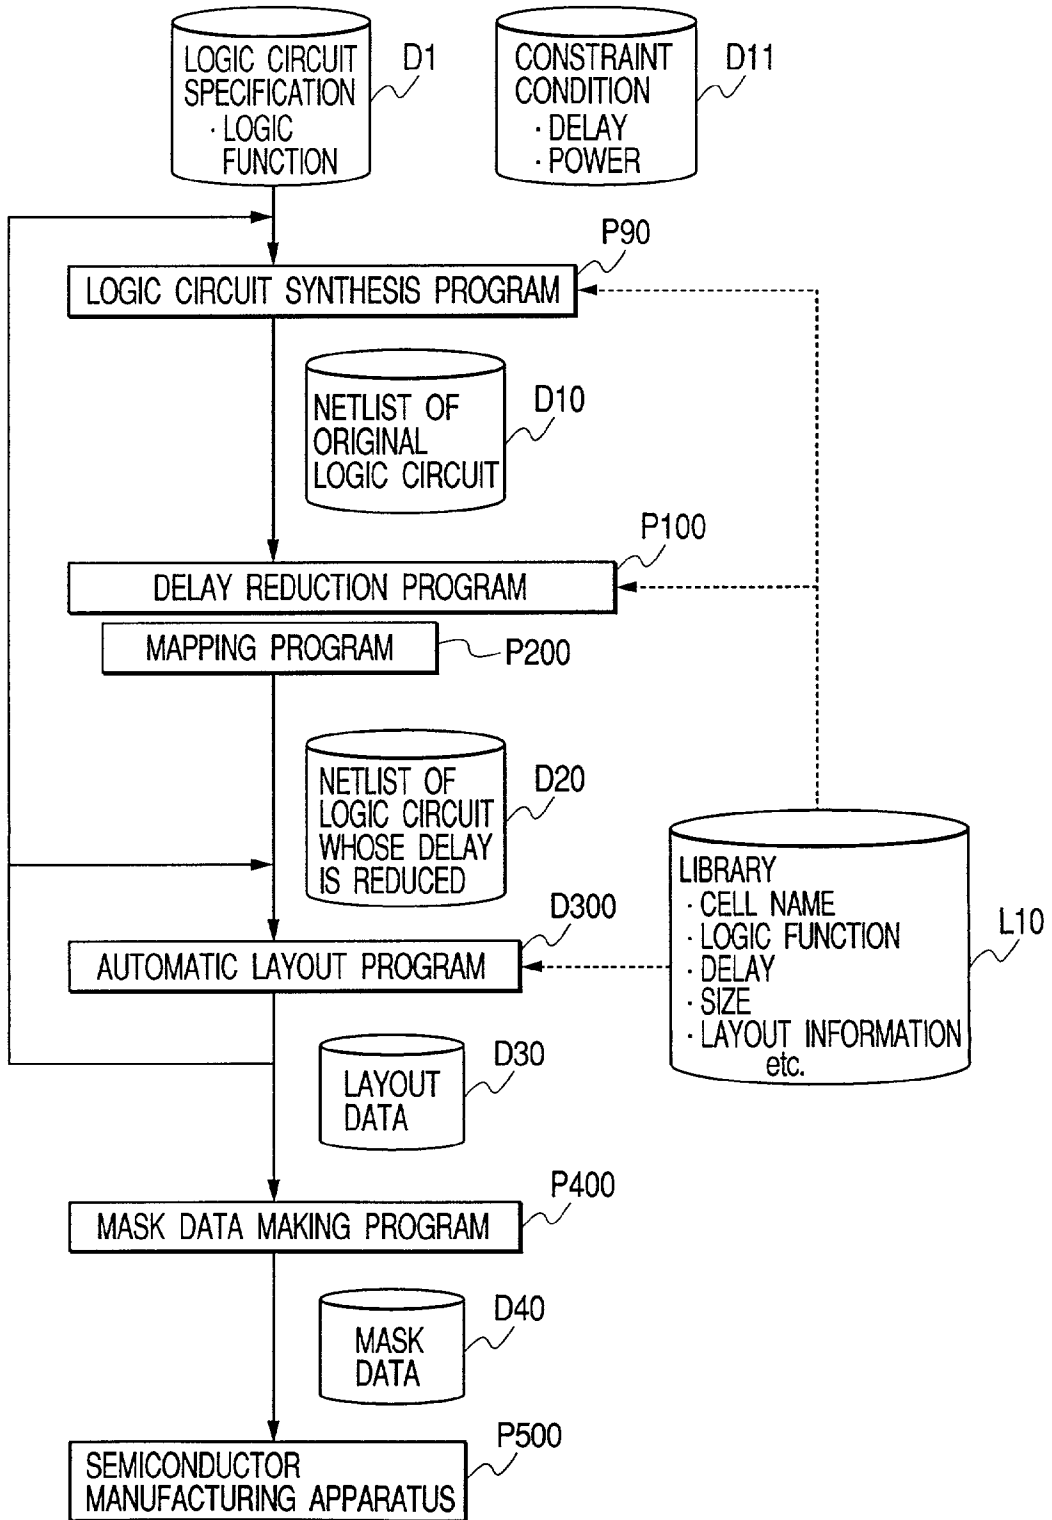 LOGIC CIRCUIT
SPECIFICATION
· LOGIC
FUNCTION
D1
CONSTRAINT
CONDITION
· DELAY
· POWER
D11
P90
LOGIC CIRCUIT SYNTHESIS PROGRAM
NETLIST OF
ORIGINAL
LOGIC CIRCUIT
D10
P100
DELAY REDUCTION PROGRAM
MAPPING PROGRAM
P200
NETLIST OF
LOGIC CIRCUIT
WHOSE DELAY
IS REDUCED
D20
LIBRARY
· CELL NAME
· LOGIC FUNCTION
· DELAY
· SIZE
· LAYOUT INFORMATION
etc.
L10
D300
AUTOMATIC LAYOUT PROGRAM
LAYOUT
DATA
D30
P400
MASK DATA MAKING PROGRAM
MASK
DATA
D40
P500
SEMICONDUCTOR
MANUFACTURING APPARATUS